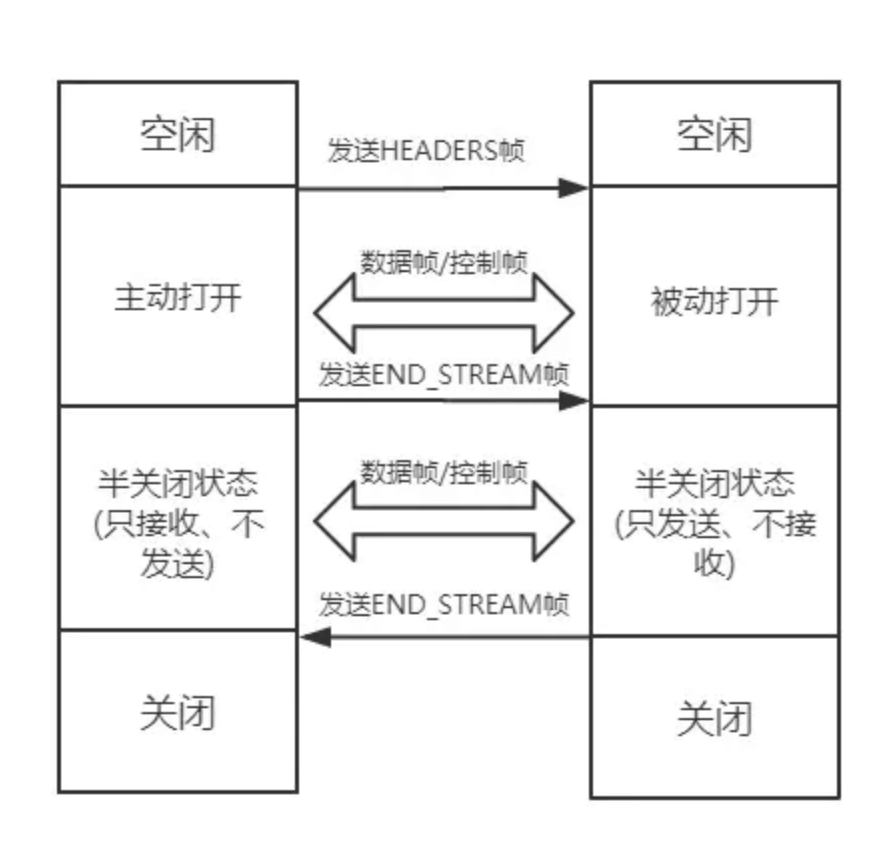 空闲
空闲
发送HEADERS帧
数据帧/控制帧
主动打开
被动打开
发送END_STREAM帧
数据帧/控制帧
半关闭状态
(只接收、不
发送)
半关闭状态
(只发送、不接
收)
发送END_STREAM帧
关闭
关闭